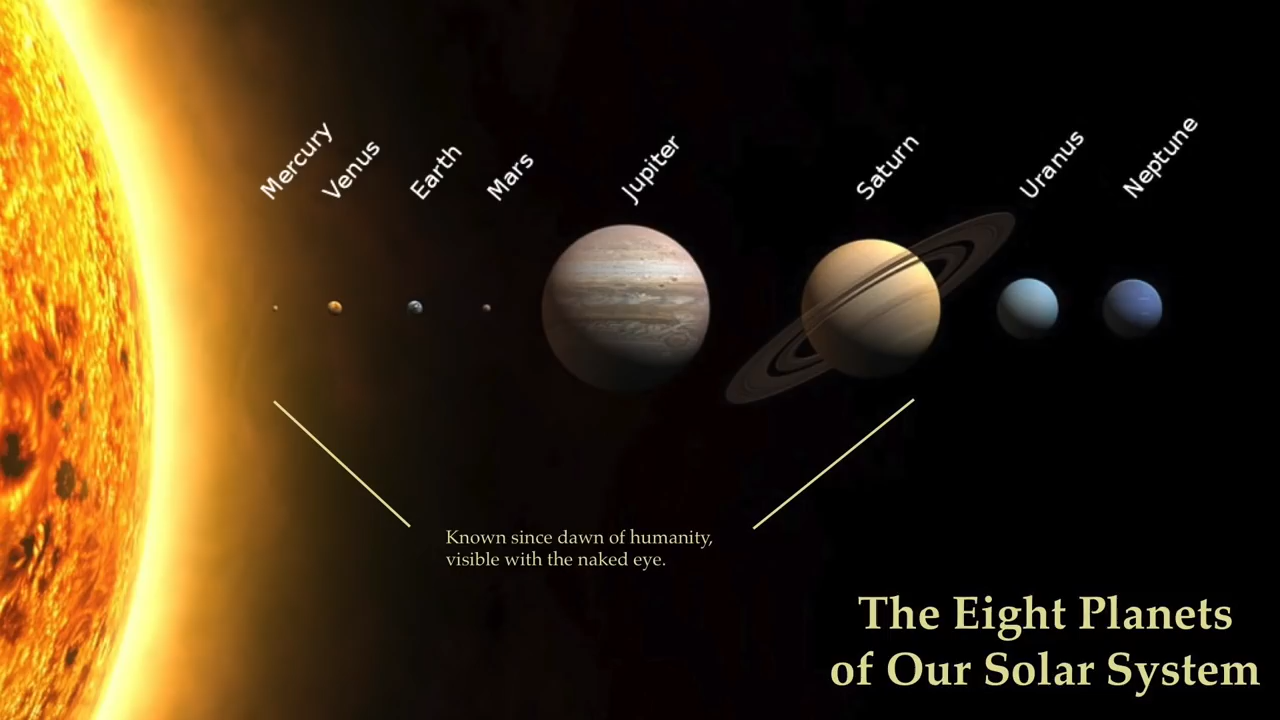 Mercury
Venus
Earth
Mars
Jupiter
Saturn
Uranus
Neptune
Known since dawn of humanity,
visible with the naked eye.
The Eight Planets
of Our Solar System